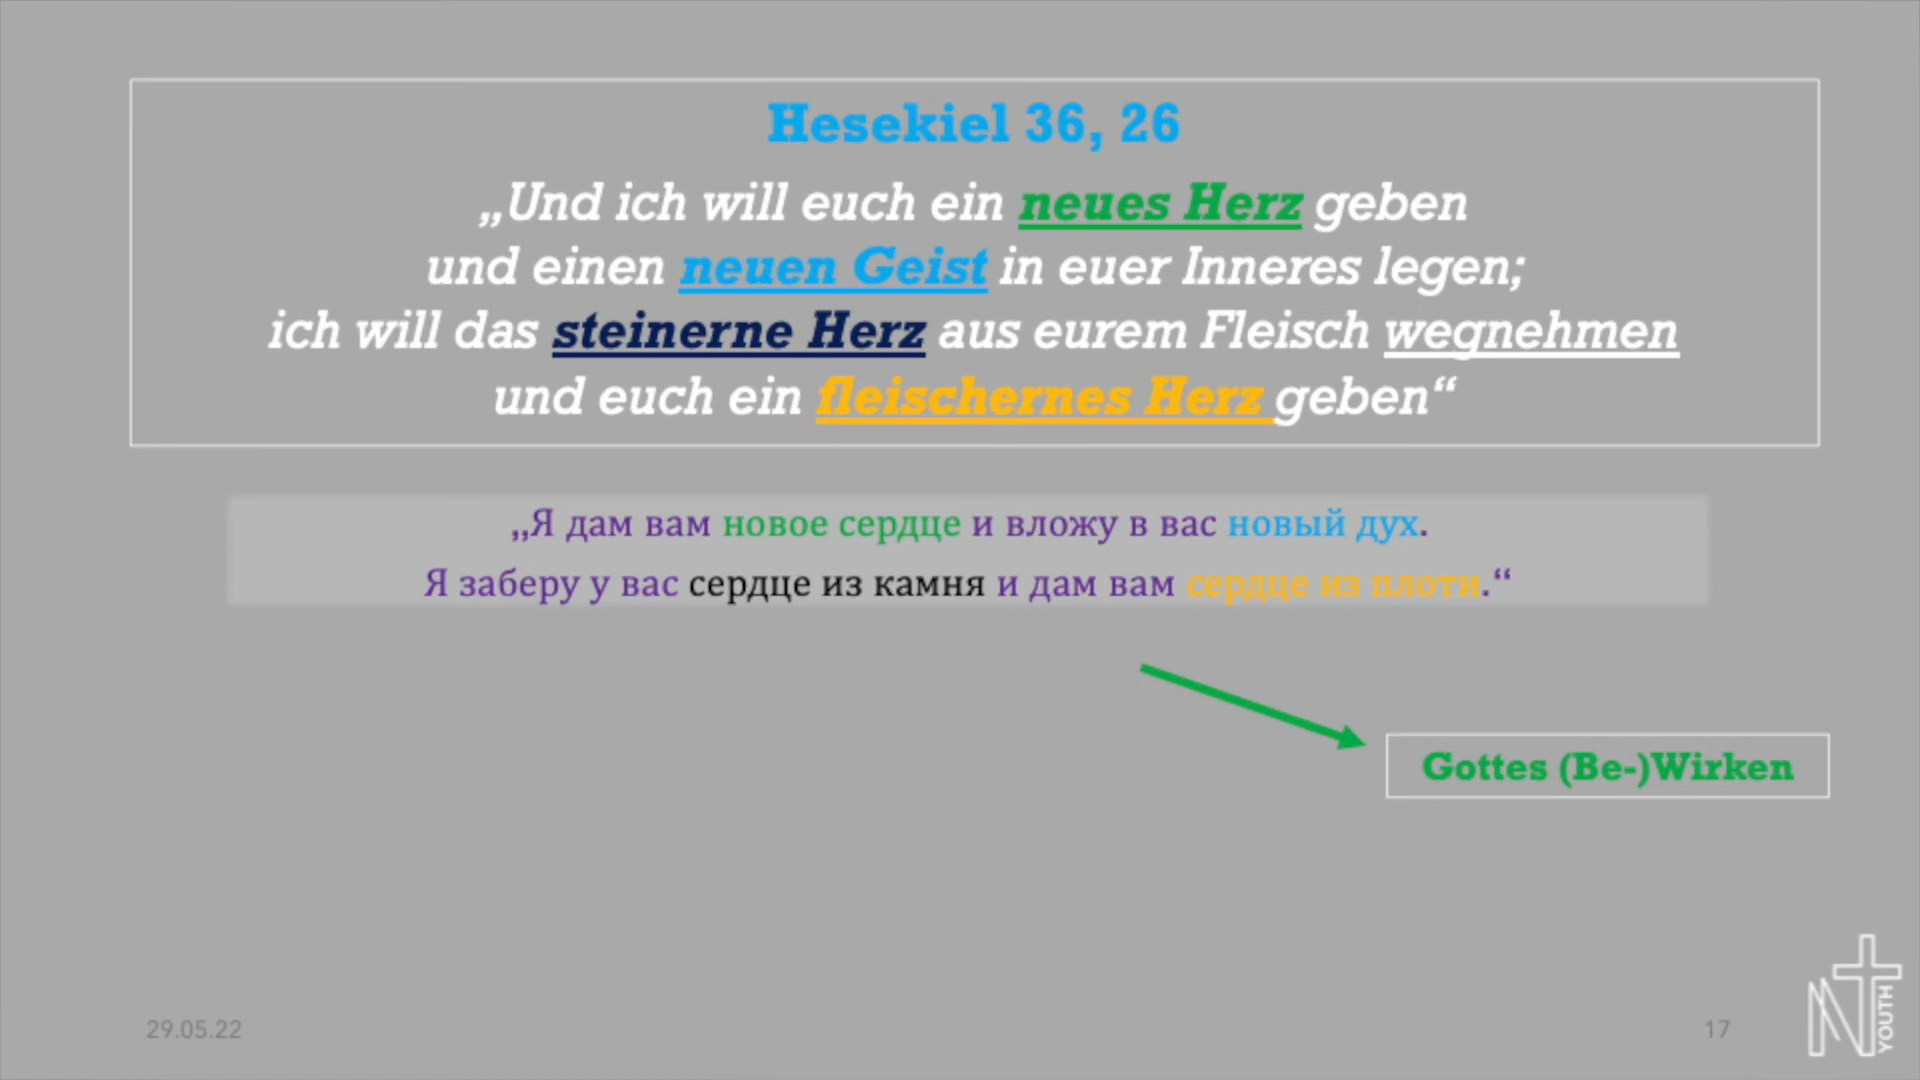 Hesekiel 36, 26
„Und ich will euch ein neues Herz geben
und einen neuen Geist in euer Inneres legen;
ich will das steinerne Herz aus eurem Fleisch wegnehmen
und euch ein fleischernes Herz geben“
„Я дам вам новое сердце и вложу в вас новый дух.
Я заберу у вас сердце из камня и дам вам сердце из плоти.“
Gottes (Be-)Wirken
29.05.22
17
N
YOUTH